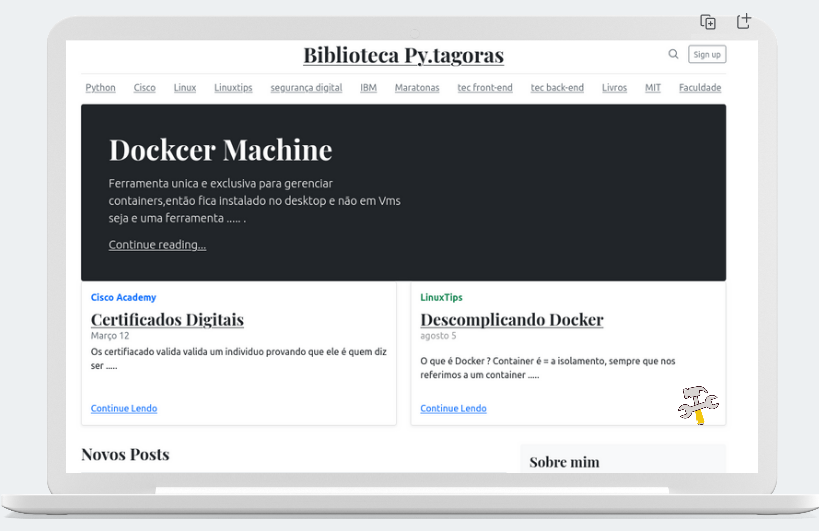 Biblioteca Py.tagoras
Sign up
Python Cisco Linux Linuxtips segurança digital IBM Maratonas tec front-end tec back-end Livros MIT Faculdade
Dockcer Machine
Ferramenta unica e exclusiva para gerenciar
containers,então fica instalado no desktop e não em Vms
seja e uma ferramenta ..... .
Continue reading...
Cisco Academy
Certificados Digitais
Março 12
Os certifiacado valida valida um individuo provando que ele é quem diz
ser .....
Continue Lendo
LinuxTips
Descomplicando Docker
agosto 5
O que é Docker ? Container é = a isolamento, sempre que nos
referimos a um container .....
Continue Lendo
Novos Posts
Sobre mim